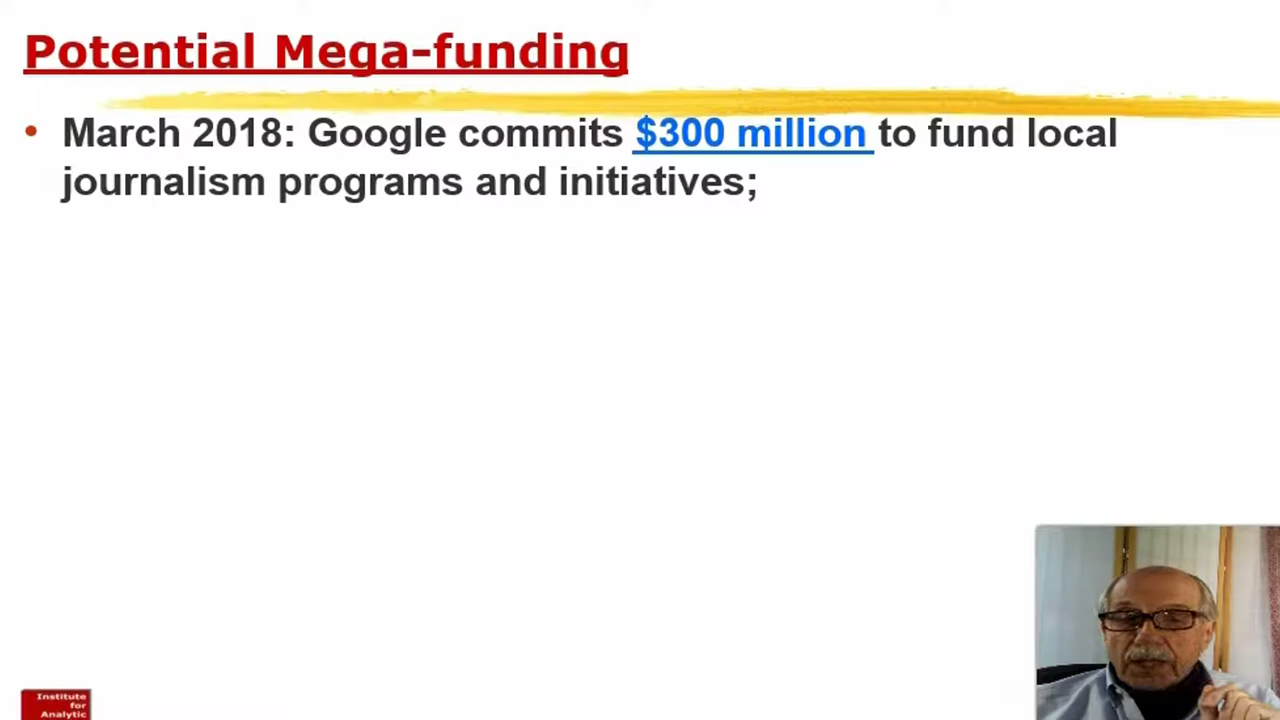 Potential Mega-funding
• March 2018: Google commits $300 million to fund local
journalism programs and initiatives;
Institute
for
Analytic